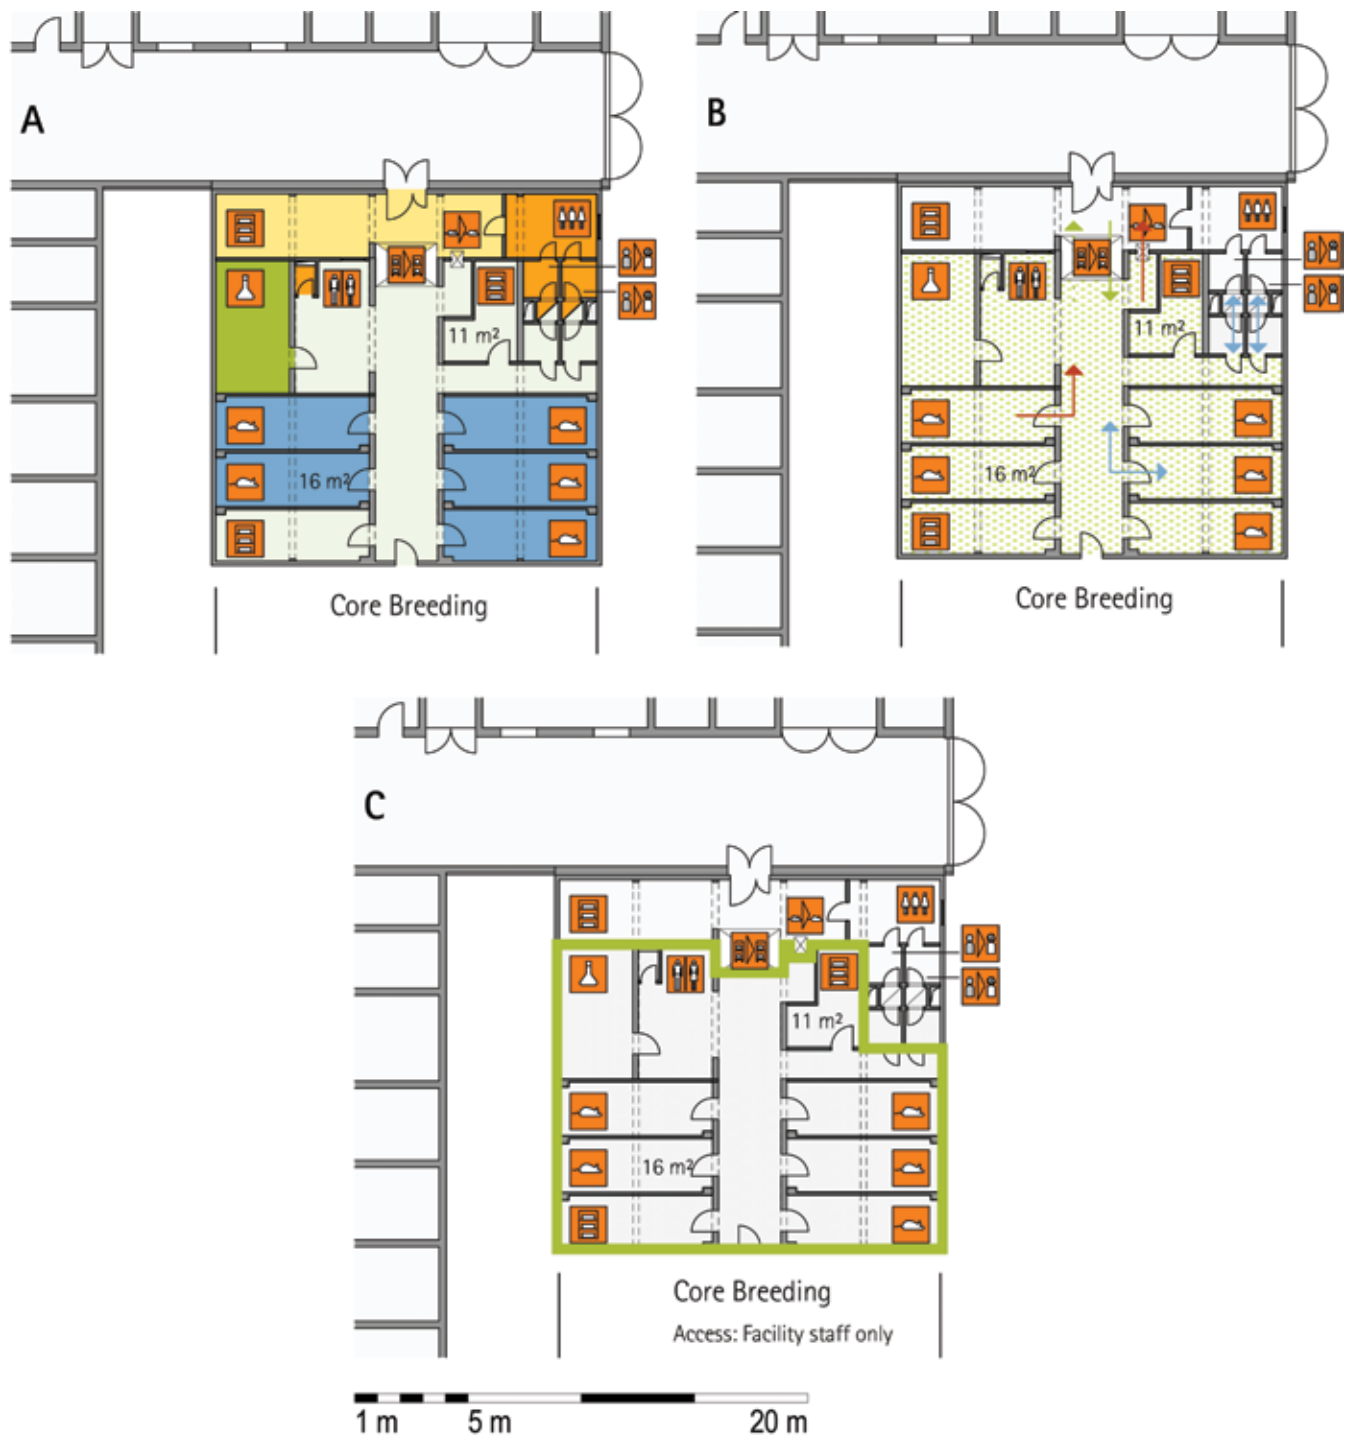 A
B
11 m²
11 m²
16 m²
16 m²
Core Breeding
Core Breeding
C
11 m²
16 m²
Core Breeding
Access: Facility staff only
1 m 5 m 20 m